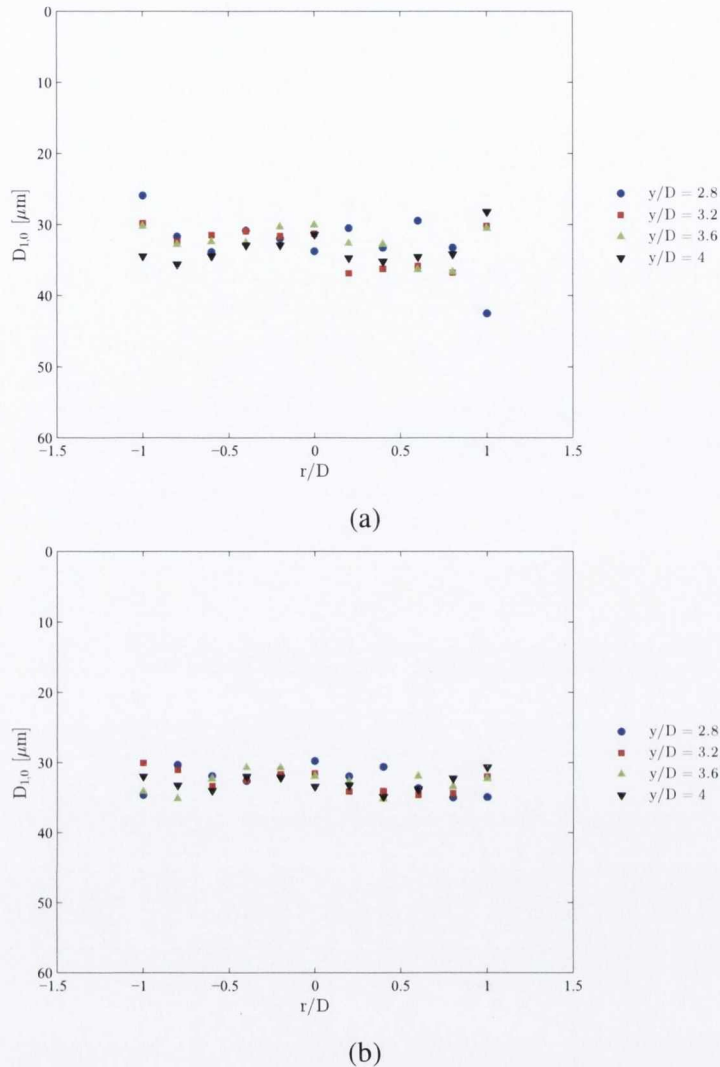 0
10
20
30
40
50
60
D1,0 [μm]
−1.5
−1
−0.5
0
0.5
1
1.5
r/D
y/D = 2.8
y/D = 3.2
y/D = 3.6
y/D = 4
(a)
0
10
20
30
40
50
60
D1,0 [μm]
−1.5
−1
−0.5
0
0.5
1
1.5
r/D
y/D = 2.8
y/D = 3.2
y/D = 3.6
y/D = 4
(b)